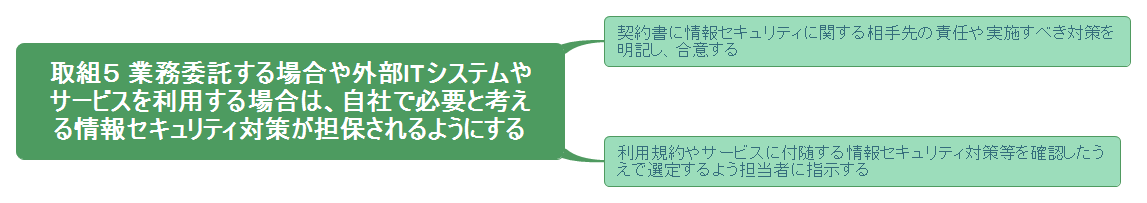 取組５ 業務委託する場合や外部ITシステムや
サービスを利用する場合は、自社で必要と考え
る情報セキュリティ対策が担保されるようにする
契約書に情報セキュリティに関する相手先の責任や実施すべき対策を
明記し、合意する
利用規約やサービスに付随する情報セキュリティ対策等を確認したう
えで選定するよう担当者に指示する